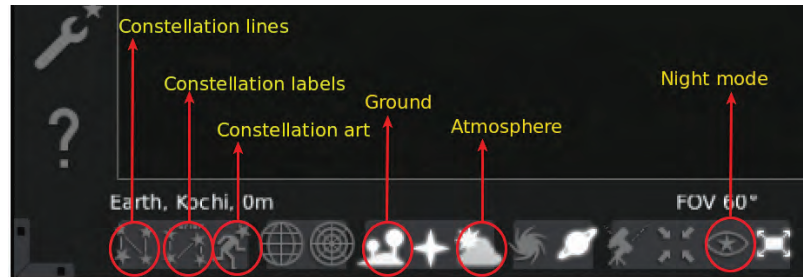 Constellation lines
Constellation labels
Constellation art
Ground
Atmosphere
Night mode
?
Earth, Kochi, 0m
FOV 60°